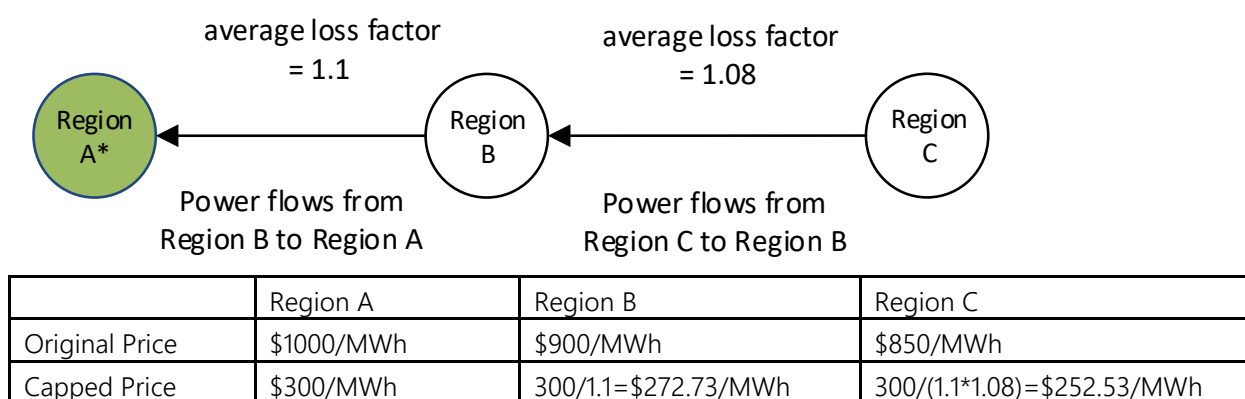 average loss factor
= 1.1
average loss factor
= 1.08
Region
A*
Region
B
Region
C
Power flows from
Region B to Region A
Power flows from
Region C to Region B
Region A Region B Region C
Original Price $1000/MWh $900/MWh $850/MWh
Capped Price $300/MWh 300/1.1=$272.73/MWh 300/(1.1*1.08)=$252.53/MWh